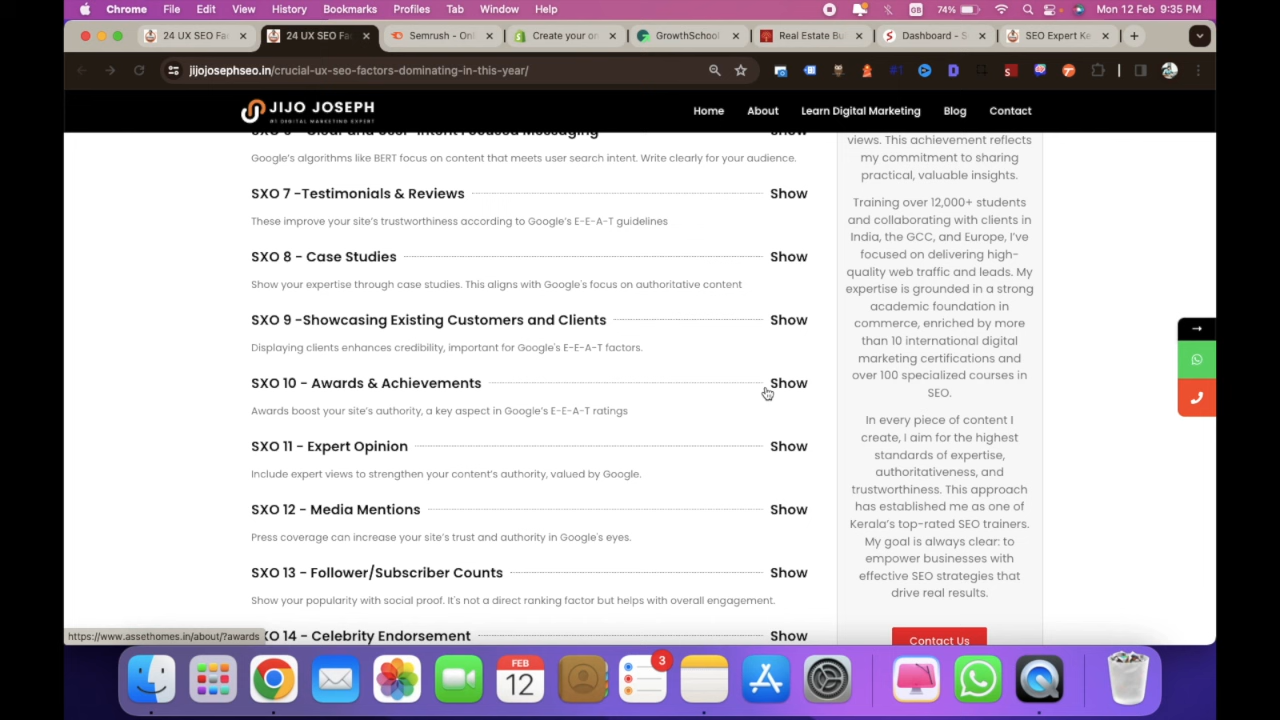 Chrome File Edit View History Bookmarks Profiles Tab Window Help GB 74% Mon 12 Feb 9:35 PM
24 UX SEO Fa 24 UX SEO Fa Semrush - Onl Create your on GrowthSchool Real Estate Bu Dashboard - S SEO Expert Ke
jijojosephseo.in/crucial-ux-seo-factors-dominating-in-this-year/
JIJO JOSEPH
Home About Learn Digital Marketing Blog Contact
SXO 6 - Clear and User-Intent Focused Messaging Show
Google's algorithms like BERT focus on content that meets user search intent. Write clearly for your audience.
SXO 7 -Testimonials & Reviews Show
These improve your site's trustworthiness according to Google's E-E-A-T guidelines
SXO 8 - Case Studies Show
Show your expertise through case studies. This aligns with Google's focus on authoritative content
SXO 9 -Showcasing Existing Customers and Clients Show
Displaying clients enhances credibility, important for Google's E-E-A-T factors.
SXO 10 - Awards & Achievements Show
Awards boost your site's authority, a key aspect in Google's E-E-A-T ratings
SXO 11 - Expert Opinion Show
Include expert views to strengthen your content's authority, valued by Google.
SXO 12 - Media Mentions Show
Press coverage can increase your site's trust and authority in Google's eyes.
SXO 13 - Follower/Subscriber Counts Show
Show your popularity with social proof. It's not a direct ranking factor but helps with overall engagement.
XO 14 - Celebrity Endorsement Show
views. This achievement reflects
my commitment to sharing
practical, valuable insights.
Training over 12,000+ students
and collaborating with clients in
India, the GCC, and Europe, I've
focused on delivering high-
quality web traffic and leads. My
expertise is grounded in a strong
academic foundation in
commerce, enriched by more
than 10 international digital
marketing certifications and
over 100 specialized courses in
SEO.
In every piece of content I
create, I aim for the highest
standards of expertise,
authoritativeness, and
trustworthiness. This approach
has established me as one of
Kerala's top-rated SEO trainers.
My goal is always clear: to
empower businesses with
effective SEO strategies that
drive real results.
Contact Us
https://www.assethomes.in/about/?awards
FEB
12
3